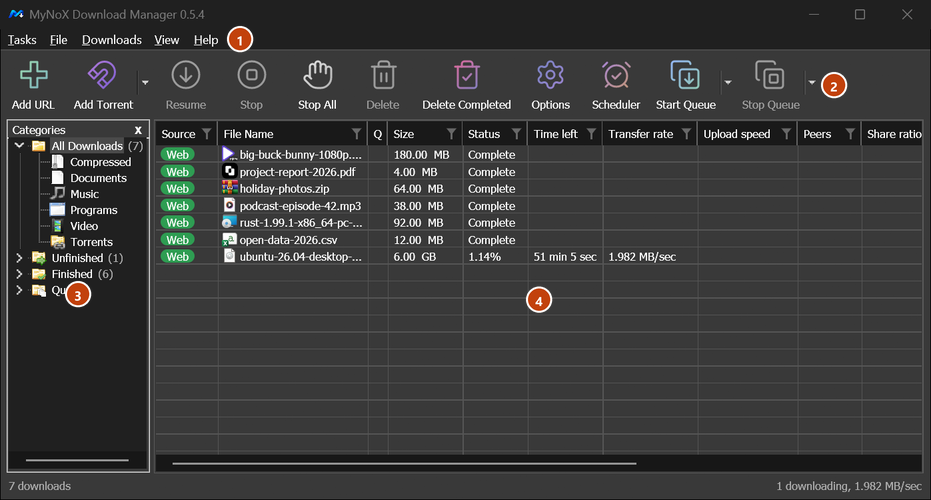 MyNoX Download Manager 0.5.4
Tasks File Downloads View Help 1
Add URL Add Torrent Resume Stop Stop All Delete Delete Completed Options Scheduler Start Queue Stop Queue 2
Categories X
All Downloads (7)
Compressed
Documents
Music
Programs
Video
Torrents
Unfinished (1)
Finished (6)
3
Source File Name Q Size Status Time left Transfer rate Upload speed Peers Share ratio
Web big-buck-bunny-1080p.... 180.00 MB Complete
Web project-report-2026.pdf 4.00 MB Complete
Web holiday-photos.zip 64.00 MB Complete
Web podcast-episode-42.mp3 38.00 MB Complete
Web rust-1.99.1-x86_64-pc-... 92.00 MB Complete
Web open-data-2026.csv 12.00 MB Complete
Web ubuntu-26.04-desktop-... 6.00 GB 1.14% 51 min 5 sec 1.982 MB/sec
4
7 downloads
1 downloading, 1.982 MB/sec